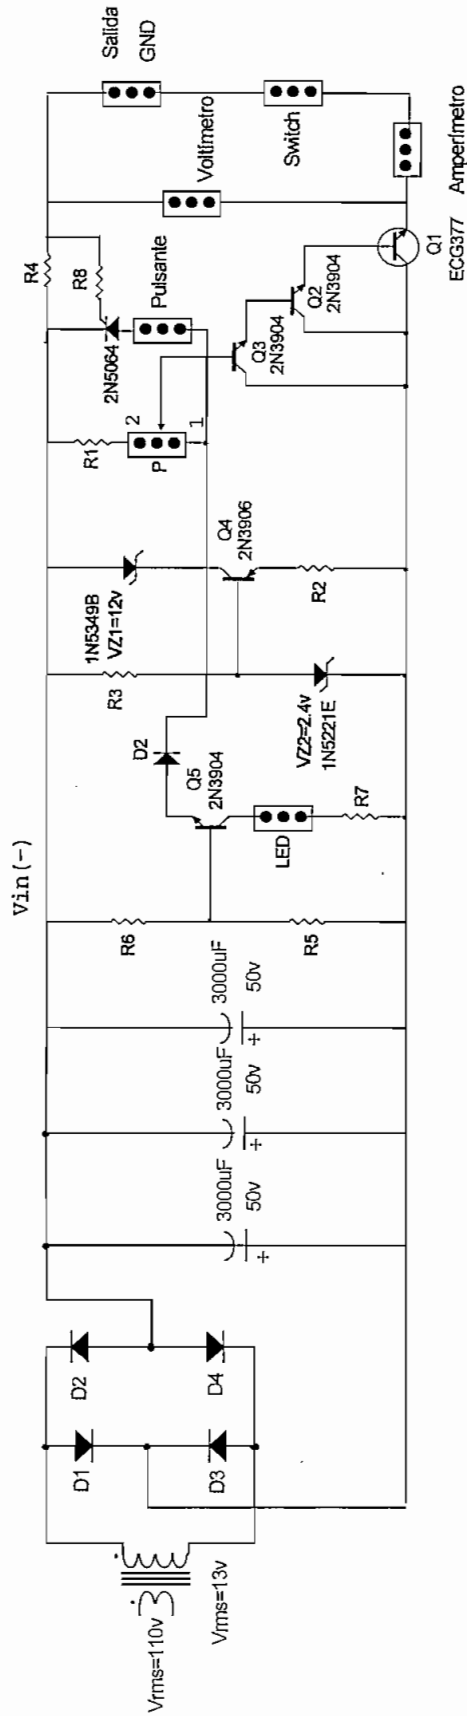 Vrms=110v
Vrms=13v
D1
D2
D3
D4
Vin(-)
3000uF
50v
3000uF
50v
3000uF
50v
R6
R5
D2
Q5
2N3904
LED
R7
R3
1N5349B
VZ1=12v
VZ2=2.4v
1N5221E
Q4
2N3906
R2
R1
P
2
1
2N5064
R8
R4
Pulsante
Q3
2N3904
Q2
2N3904
Q1
ECG377
Voltímetro
Salida
GND
Switch
Amperímetro